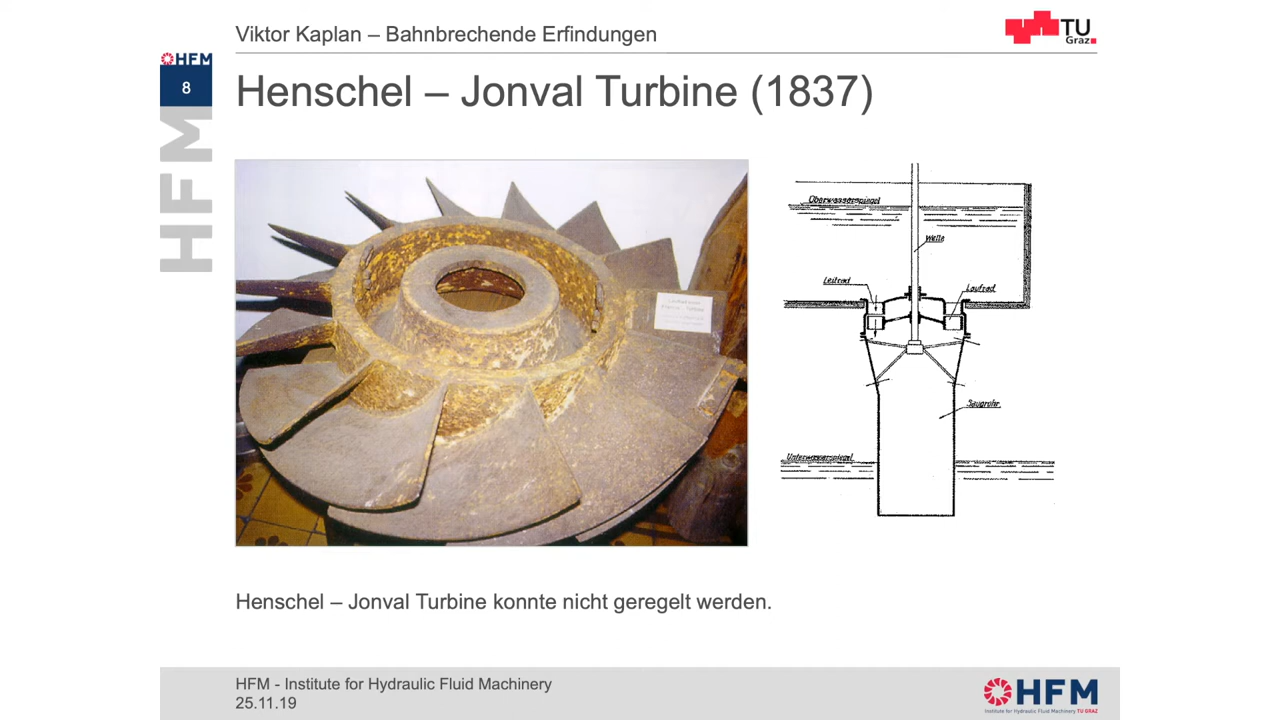 Viktor Kaplan – Bahnbrechende Erfindungen
TU
Graz
HFM
8
HFM
Henschel – Jonval Turbine (1837)
Oberwasserspiegel
Welle
Leitrad
Laufrad
Saugrohr
Unterwasserspiegel
Henschel – Jonval Turbine konnte nicht geregelt werden.
HFM - Institute for Hydraulic Fluid Machinery
25.11.19
HFM
Institute for Hydraulic Fluid Machinery TU GRAZ